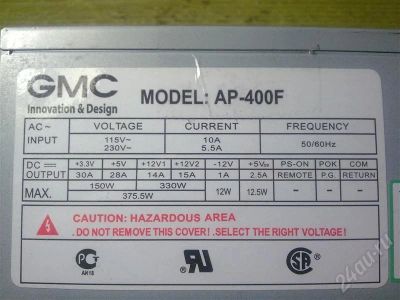 GMC
Innovation & Design
MODEL: AP-400F
AC~ INPUT VOLTAGE CURRENT FREQUENCY
115V~ 10A
230V~ 5.5A 50/60Hz
DC OUTPUT +3.3V +5V +12V1 +12V2 -12V +5VSB PS-ON POK COM
30A 28A 14A 15A 1A 2.5A REMOTE P.G. RETURN
MAX. 150W 330W 12W 12.5W
375.5W
CAUTION: HAZARDOUS AREA
. DO NOT REMOVE THIS COVER! .SELECT THE RIGHT VOLTAGE!
24au.ru